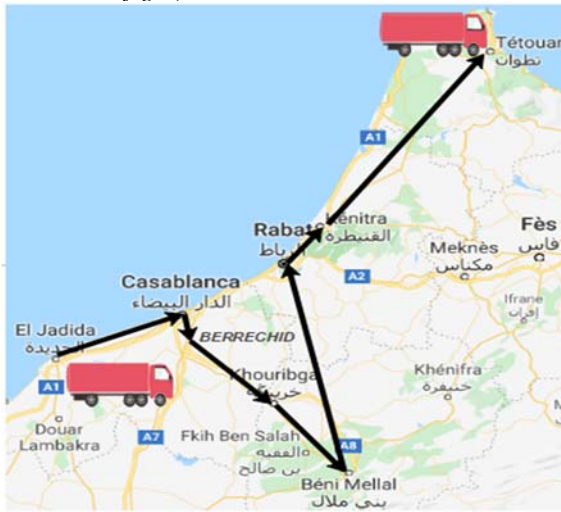 Tétouan
تطوان
A1
Rabat
الرباط
Kénitra
القنيطرة
Fès
فاس
Meknès
مكناس
A2
Casablanca
الدار البيضاء
Ifrane
إفران
El Jadida
الجديدة
BERRECHID
Khouribga
خريبكة
Khénifra
خنيفرة
A1
Douar
Lambakra
A7
Fkih Ben Salah
الفقيه
بن صالح
A8
Béni Mellal
بني ملال